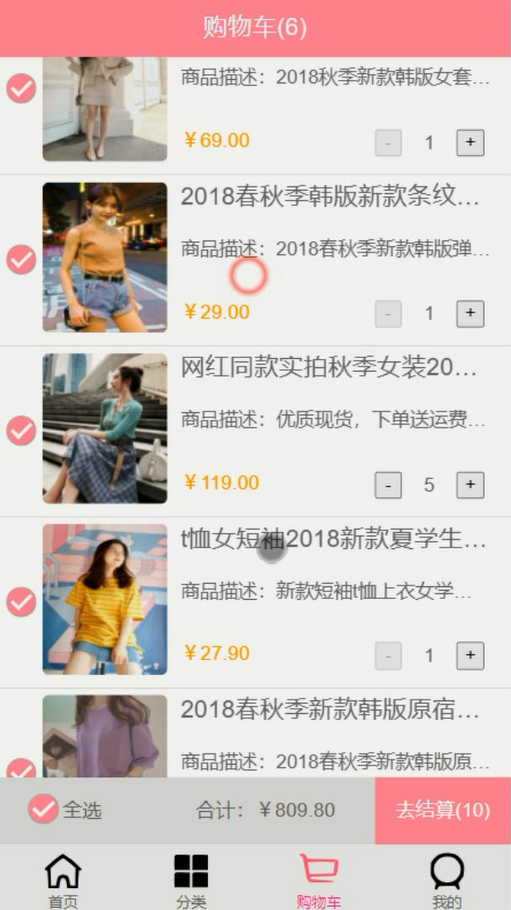 购物车(6)
商品描述：2018秋季新款韩版女套...
￥69.00
- 1 +
2018春秋季韩版新款条纹...
商品描述：2018春秋季新款韩版弹...
￥29.00
- 1 +
网红同款实拍秋季女装20...
商品描述：优质现货，下单送运费...
￥119.00
- 5 +
t恤女短袖2018新款夏学生...
商品描述：新款短袖t恤上衣女学...
￥27.90
- 1 +
2018春秋季新款韩版原宿...
商品描述：2018春秋季新款韩版原...
全选 合计：￥809.80 去结算(10)
首页 分类 购物车 我的